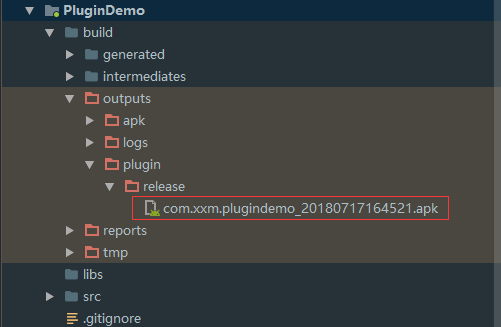 PluginDemo
build
generated
intermediates
outputs
apk
logs
plugin
release
com.xxm.plugindemo_20180717164521.apk
reports
tmp
libs
src
.gitignore